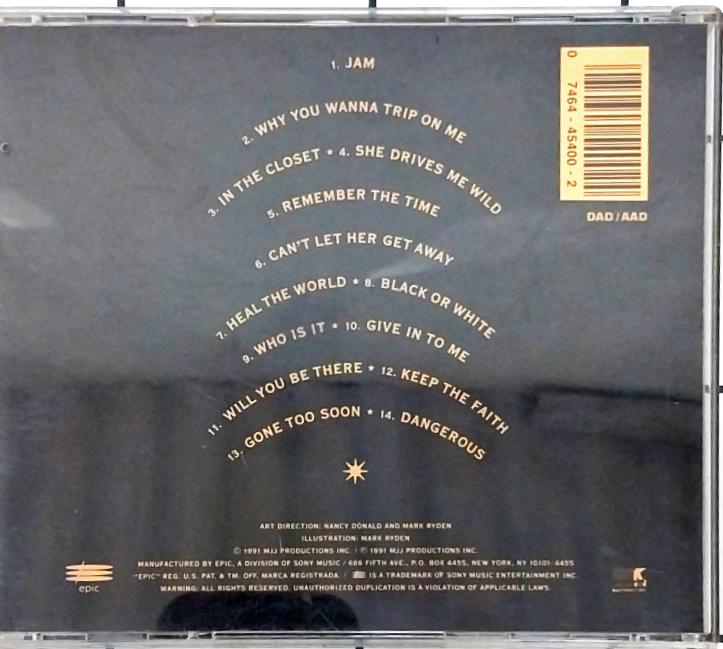 1. JAM
2. WHY YOU WANNA TRIP ON ME
3. IN THE CLOSET * 4. SHE DRIVES ME WILD
5. REMEMBER THE TIME
6. CAN'T LET HER GET AWAY
7. HEAL THE WORLD * 8. BLACK OR WHITE
9. WHO IS IT * 10. GIVE IN TO ME
11. WILL YOU BE THERE * 12. KEEP THE FAITH
13. GONE TOO SOON * 14. DANGEROUS
0 7464-45400-2
DAD/AAD
ART DIRECTION: NANCY DONALD AND MARK RYDEN
ILLUSTRATION: MARK RYDEN
© 1991 MJJ PRODUCTIONS INC. / ℗ 1991 MJJ PRODUCTIONS INC.
MANUFACTURED BY EPIC, A DIVISION OF SONY MUSIC / 666 FIFTH AVE., P.O. BOX 4455, NEW YORK, NY 10101-4455
"EPIC" REG. U.S. PAT. & TM. OFF. MARCA REGISTRADA. / IS A TRADEMARK OF SONY MUSIC ENTERTAINMENT INC.
WARNING: ALL RIGHTS RESERVED. UNAUTHORIZED DUPLICATION IS A VIOLATION OF APPLICABLE LAWS.
epic